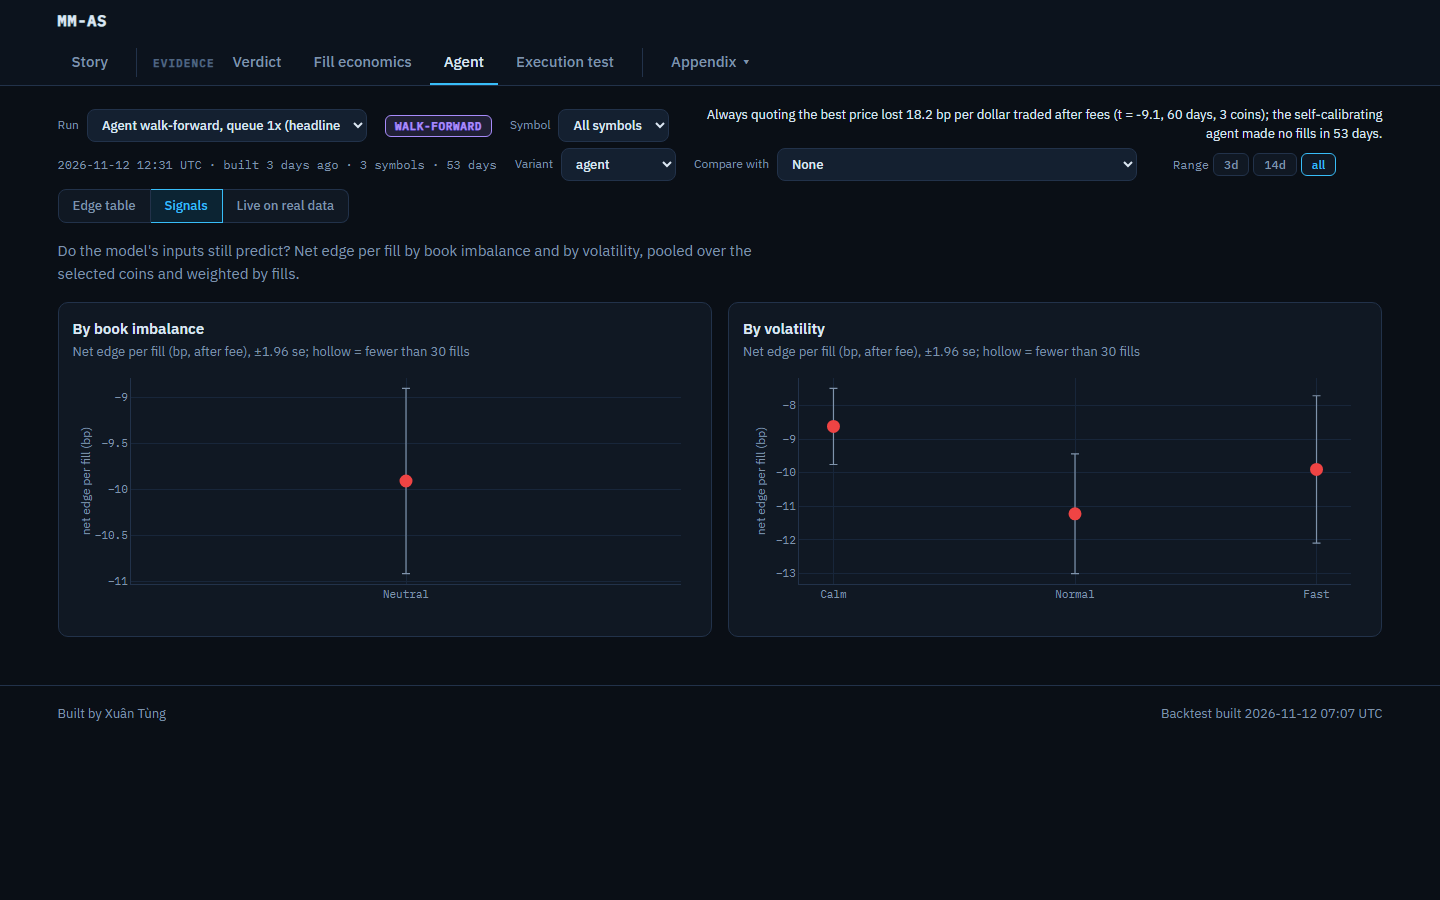 MM-AS
Story
EVIDENCE
Verdict
Fill economics
Agent
Execution test
Appendix ▾
Run
Agent walk-forward, queue 1x (headline
WALK-FORWARD
Symbol
All symbols
Always quoting the best price lost 18.2 bp per dollar traded after fees (t = -9.1, 60 days, 3 coins); the self-calibrating
agent made no fills in 53 days.
2026-11-12 12:31 UTC · built 3 days ago · 3 symbols · 53 days
Variant
agent
Compare with
None
Range
3d
14d
all
Edge table
Signals
Live on real data
Do the model's inputs still predict? Net edge per fill by book imbalance and by volatility, pooled over the
selected coins and weighted by fills.
By book imbalance
Net edge per fill (bp, after fee), ±1.96 se; hollow = fewer than 30 fills
net edge per fill (bp)
−9
−9.5
−10
−10.5
−11
Neutral
By volatility
Net edge per fill (bp, after fee), ±1.96 se; hollow = fewer than 30 fills
net edge per fill (bp)
−8
−9
−10
−11
−12
−13
Calm
Normal
Fast
Built by Xuân Tùng
Backtest built 2026-11-12 07:07 UTC